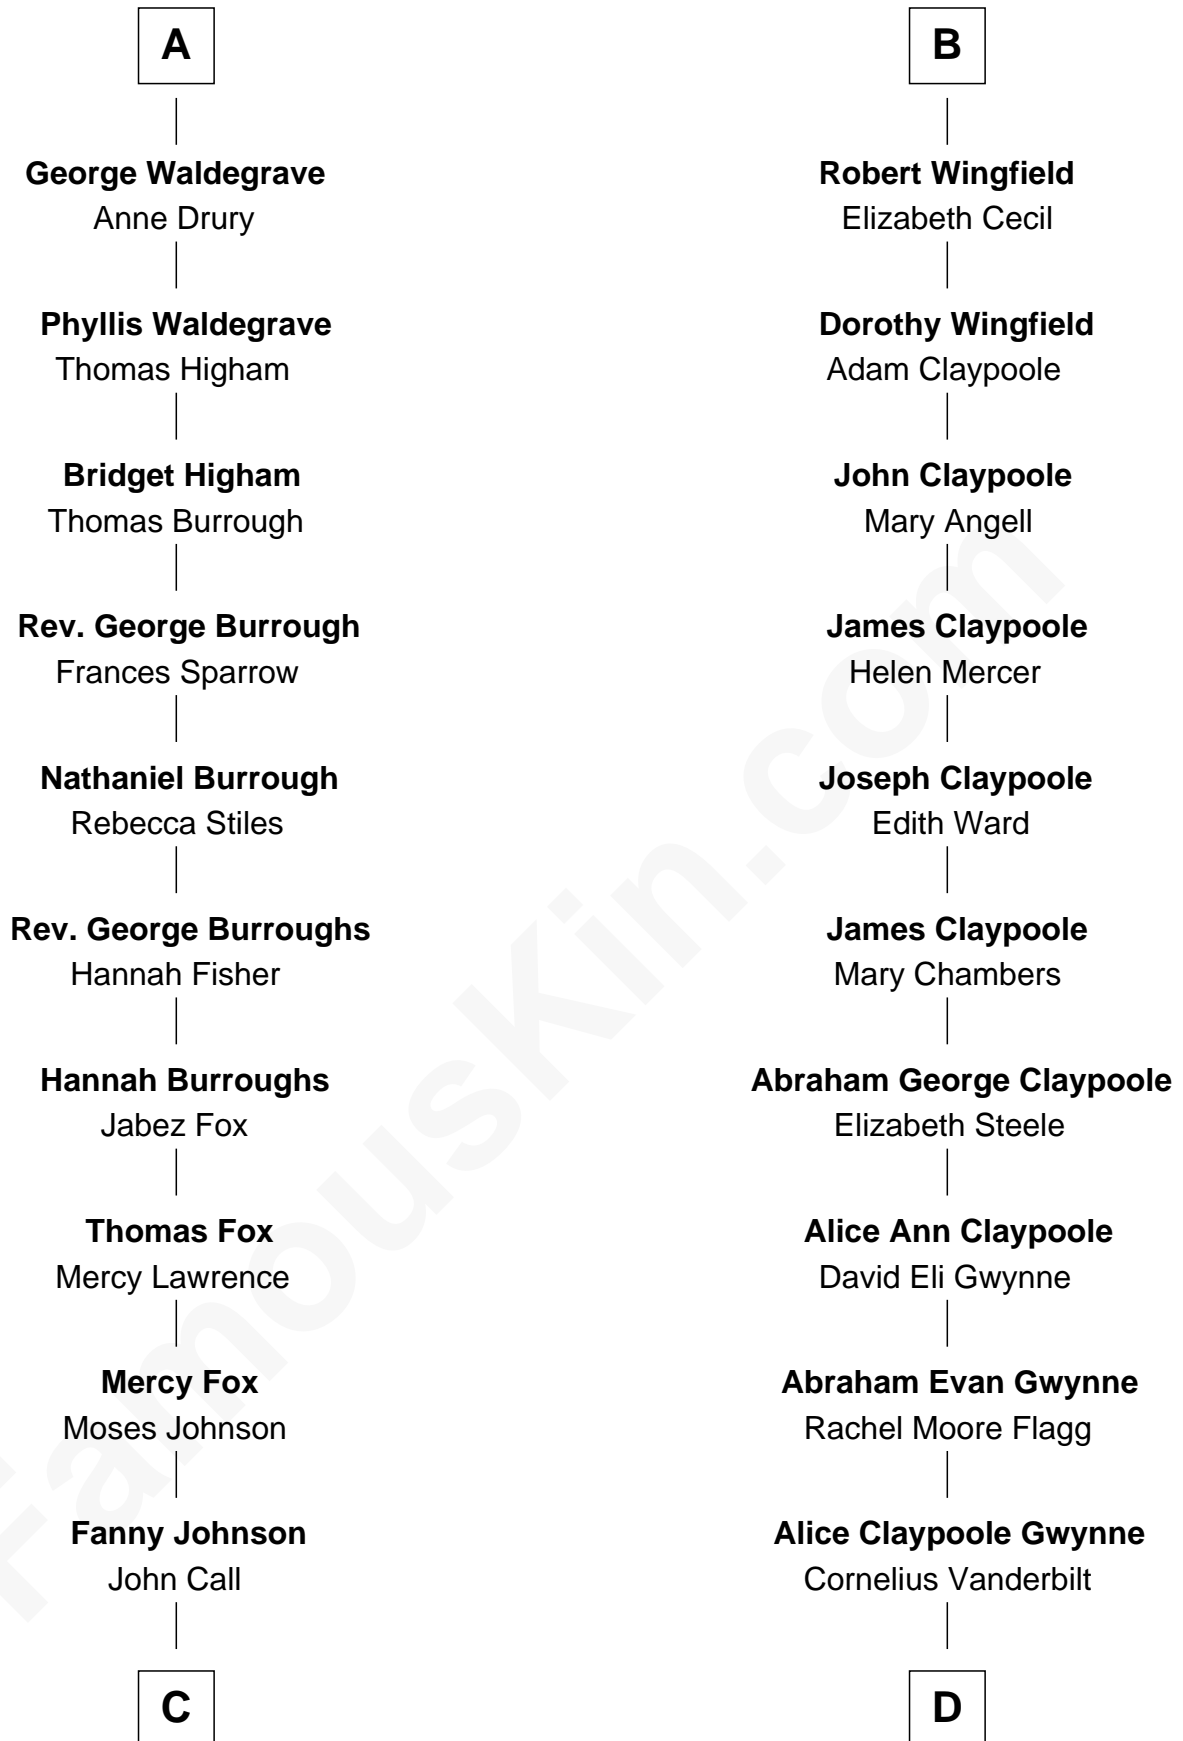 A
George Waldegrave
Anne Drury
Phyllis Waldegrave
Thomas Higham
Bridget Higham
Thomas Burrough
Rev. George Burrough
Frances Sparrow
Nathaniel Burrough
Rebecca Stiles
Rev. George Burroughs
Hannah Fisher
Hannah Burroughs
Jabez Fox
Thomas Fox
Mercy Lawrence
Mercy Fox
Moses Johnson
Fanny Johnson
John Call
C
B
Robert Wingfield
Elizabeth Cecil
Dorothy Wingfield
Adam Claypoole
John Claypoole
Mary Angell
James Claypoole
Helen Mercer
Joseph Claypoole
Edith Ward
James Claypoole
Mary Chambers
Abraham George Claypoole
Elizabeth Steele
Alice Ann Claypoole
David Eli Gwynne
Abraham Evan Gwynne
Rachel Moore Flagg
Alice Claypoole Gwynne
Cornelius Vanderbilt
D
FamousKin.com